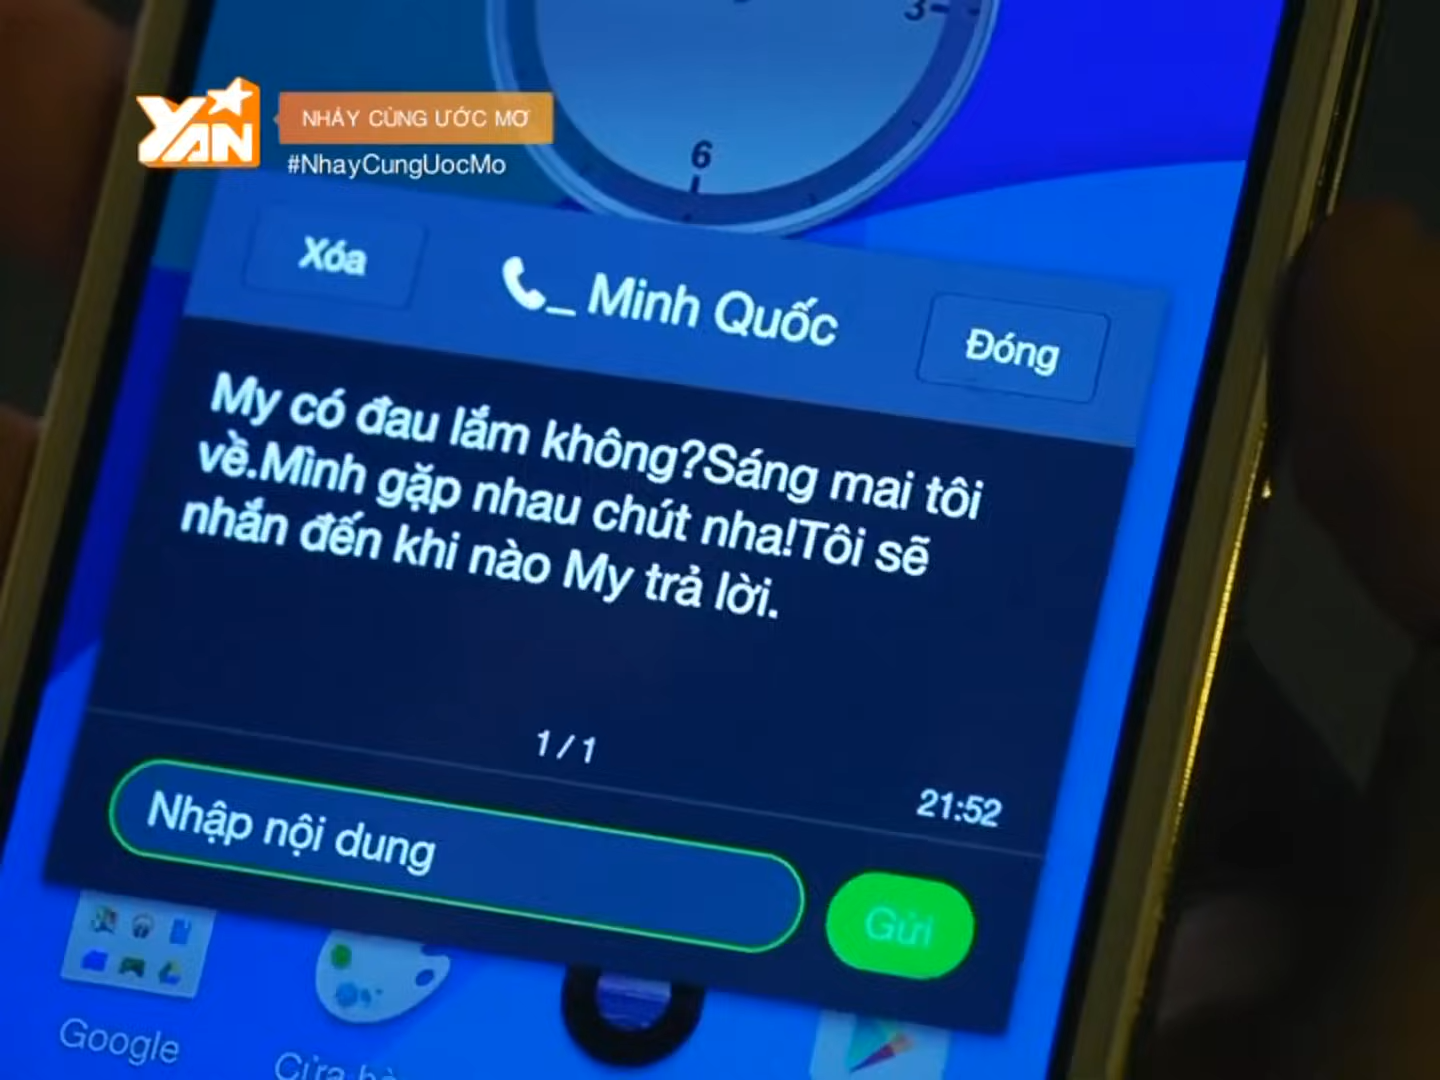 3
6
YAN
NHẢY CÙNG ƯỚC MƠ
#NhayCungUocMo
Xóa
_ Minh Quốc
Đóng
My có đau lắm không?Sáng mai tôi
về.Mình gặp nhau chút nha!Tôi sẽ
nhắn đến khi nào My trả lời.
1 / 1
21:52
Nhập nội dung
Gửi
Google
Cửa